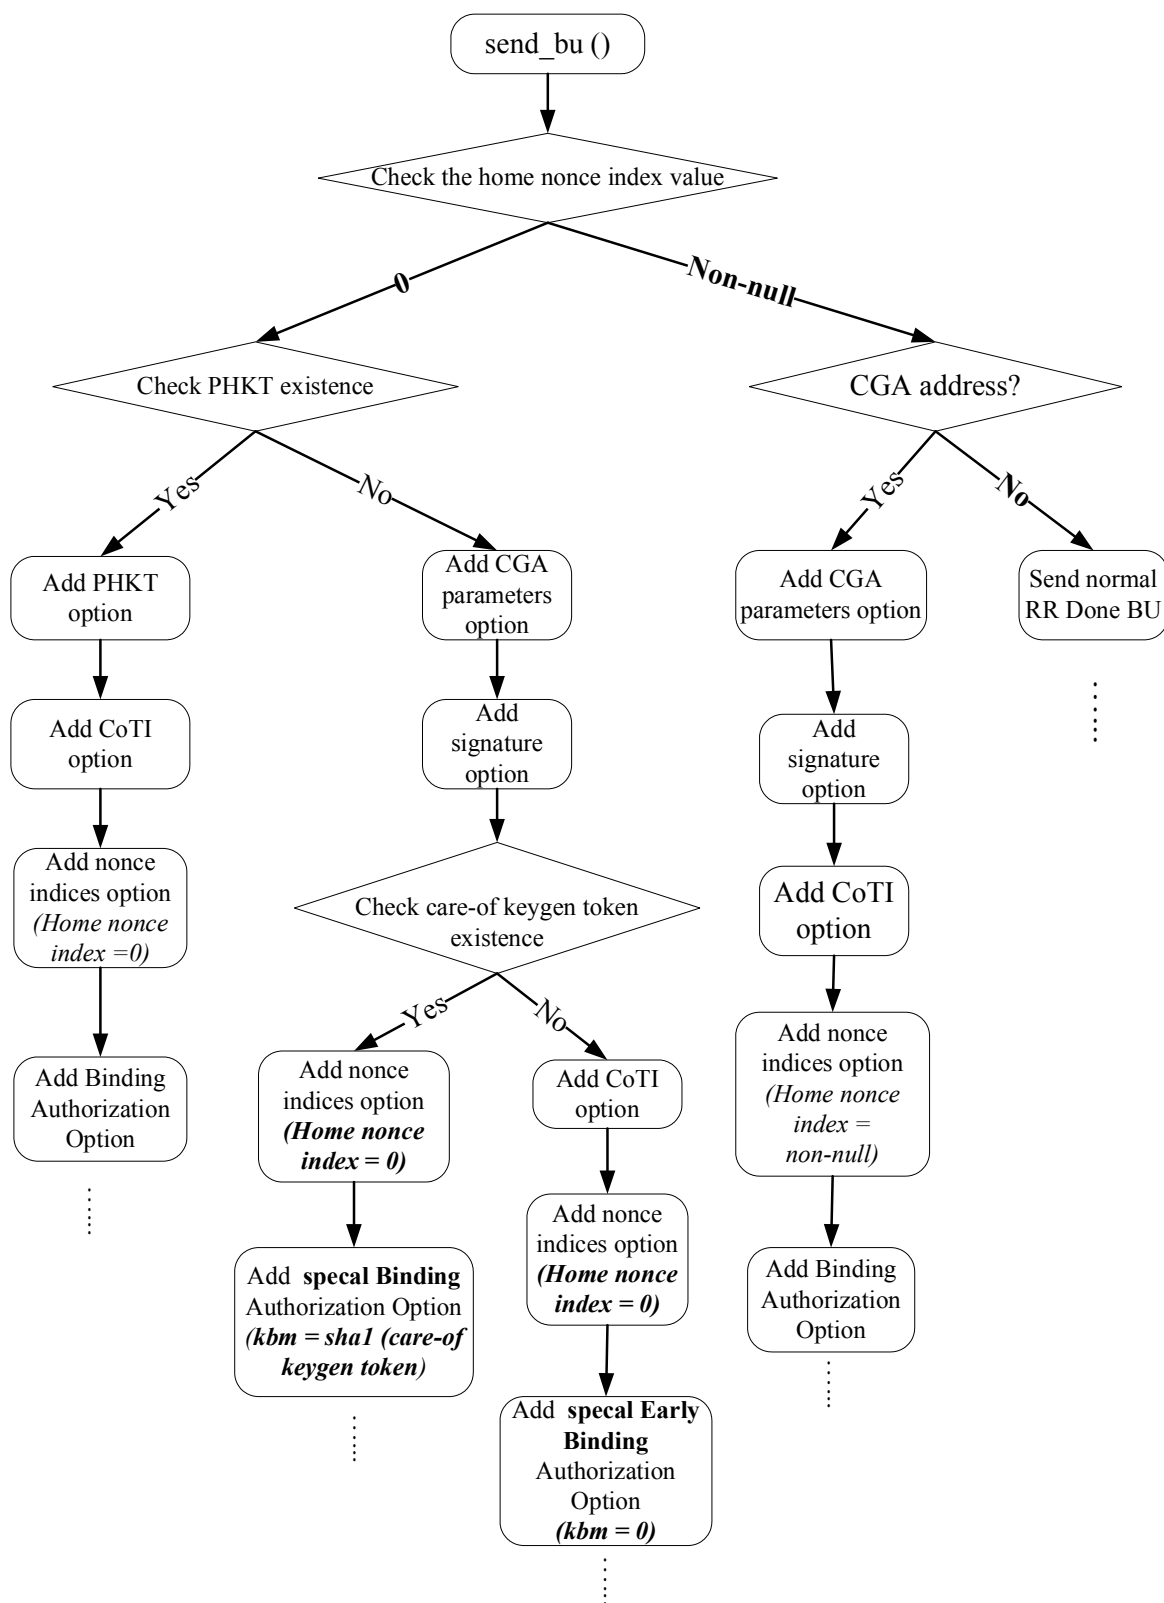 send_bu ()
Check the home nonce index value
0
Non-null
Check PHKT existence
CGA address?
Yes
No
Yes
No
Add PHKT
option
Add CGA
parameters
option
Add CGA
parameters option
Send normal
RR Done BU
Add CoTI
option
Add
signature
option
Add
signature
option
Add nonce
indices option
(Home nonce
index =0)
Check care-of keygen token
existence
Add CoTI
option
Yes
No
Add Binding
Authorization
Option
Add nonce
indices option
(Home nonce
index = 0)
Add CoTI
option
Add nonce
indices option
(Home nonce
index =
non-null)
Add specal Binding
Authorization Option
(kbm = sha1 (care-of
keygen token)
Add nonce
indices option
(Home nonce
index = 0)
Add Binding
Authorization
Option
Add specal Early
Binding
Authorization
Option
(kbm = 0)